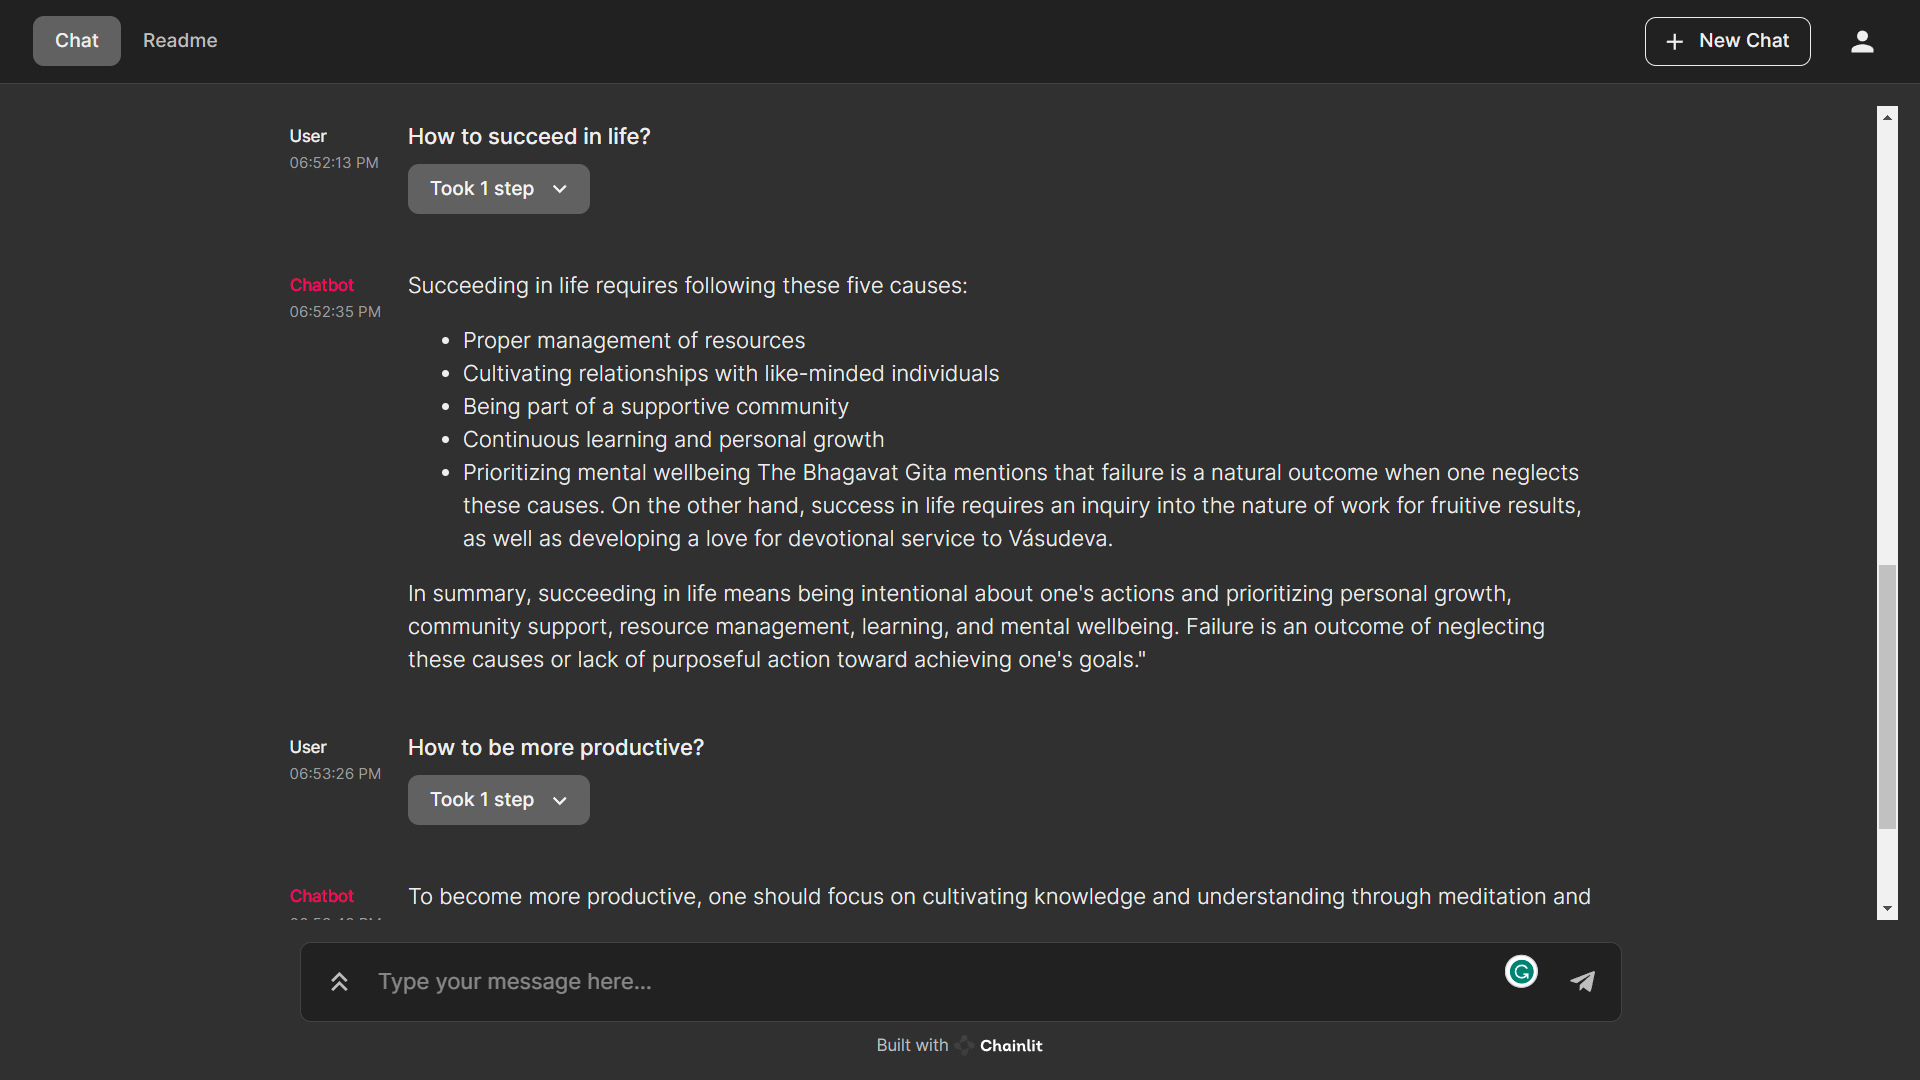 Chat
Readme
New Chat
User
06:52:13 PM
How to succeed in life?
Took 1 step
Chatbot
06:52:35 PM
Succeeding in life requires following these five causes:
• Proper management of resources
• Cultivating relationships with like-minded individuals
• Being part of a supportive community
• Continuous learning and personal growth
• Prioritizing mental wellbeing The Bhagavat Gita mentions that failure is a natural outcome when one neglects
these causes. On the other hand, success in life requires an inquiry into the nature of work for fruitive results,
as well as developing a love for devotional service to Vásudeva.
In summary, succeeding in life means being intentional about one's actions and prioritizing personal growth,
community support, resource management, learning, and mental wellbeing. Failure is an outcome of neglecting
these causes or lack of purposeful action toward achieving one's goals."
User
06:53:26 PM
How to be more productive?
Took 1 step
Chatbot
To become more productive, one should focus on cultivating knowledge and understanding through meditation and
Type your message here...
Built with Chainlit